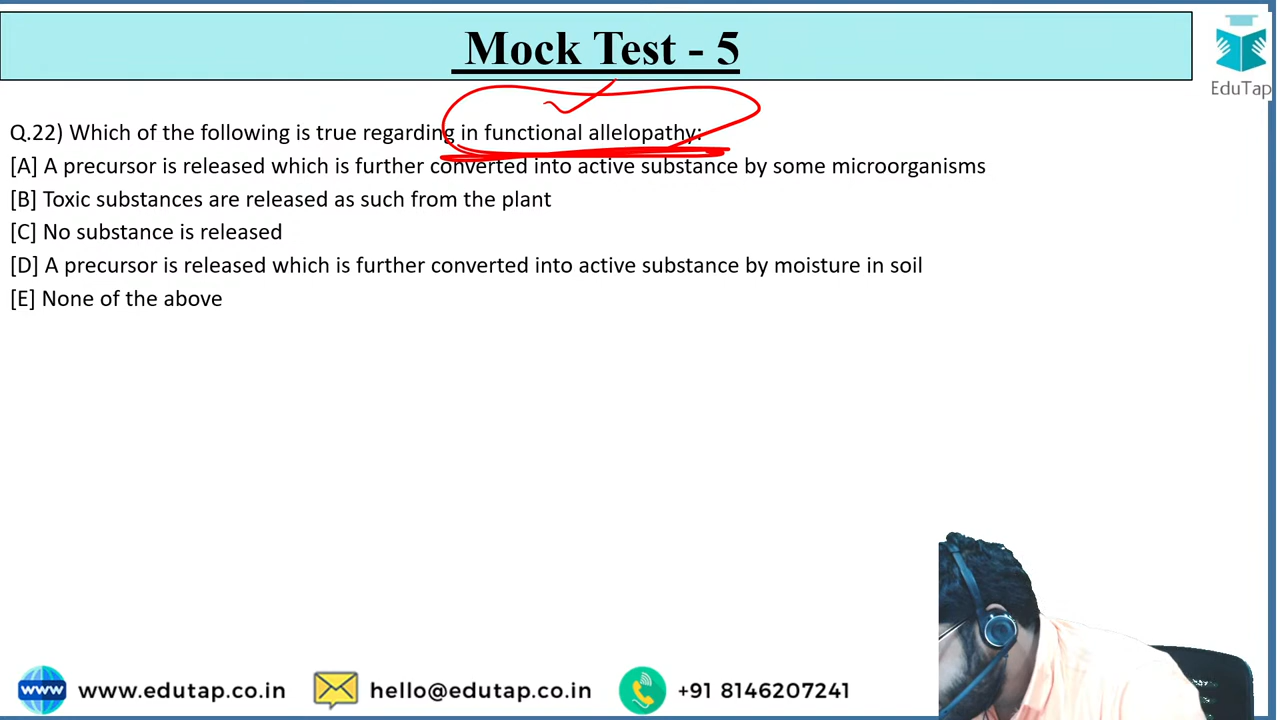 Mock Test - 5
EduTap
Q.22) Which of the following is true regarding in functional allelopathy:
[A] A precursor is released which is further converted into active substance by some microorganisms
[B] Toxic substances are released as such from the plant
[C] No substance is released
[D] A precursor is released which is further converted into active substance by moisture in soil
[E] None of the above
www www.edutap.co.in hello@edutap.co.in +91 8146207241